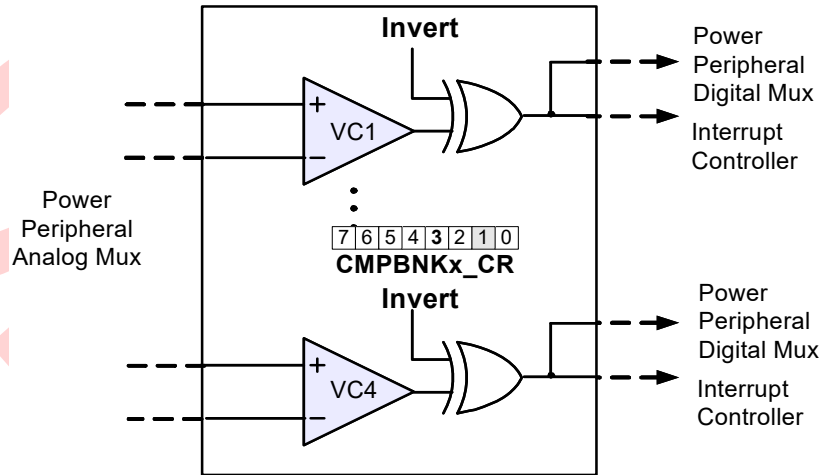 Invert
Power
Peripheral
Digital Mux
+
VC1
−
Interrupt
Controller
Power
Peripheral
Analog Mux
7 6 5 4 3 2 1 0
CMPBNKx_CR
Invert
Power
Peripheral
Digital Mux
+
VC4
−
Interrupt
Controller